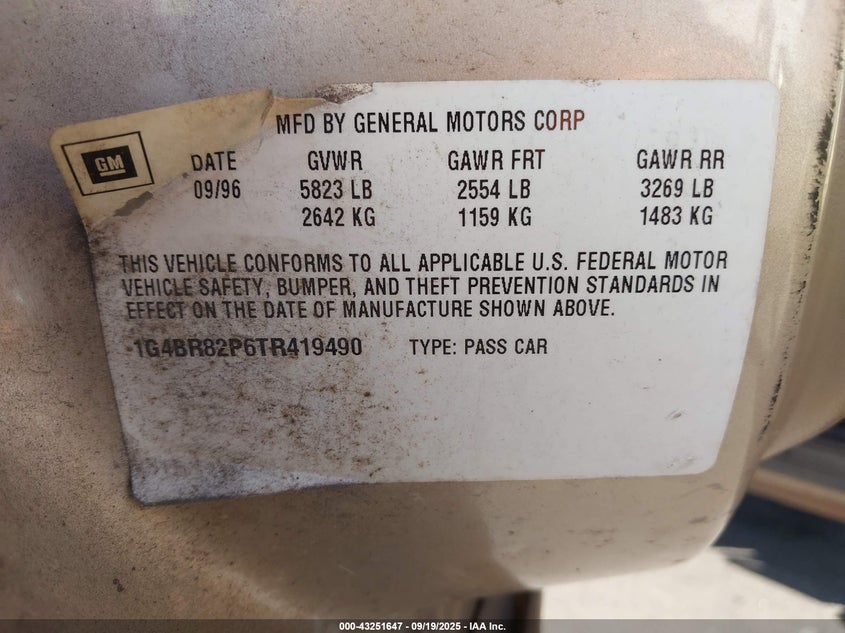 MFD BY GENERAL MOTORS CORP
GM
DATE GVWR GAWR FRT GAWR RR
09/96 5823 LB 2554 LB 3269 LB
2642 KG 1159 KG 1483 KG
THIS VEHICLE CONFORMS TO ALL APPLICABLE U.S. FEDERAL MOTOR
VEHICLE SAFETY, BUMPER, AND THEFT PREVENTION STANDARDS IN
EFFECT ON THE DATE OF MANUFACTURE SHOWN ABOVE.
1G4BR82P6TR419490 TYPE: PASS CAR
000-43251647 - 09/19/2025 - IAA Inc.